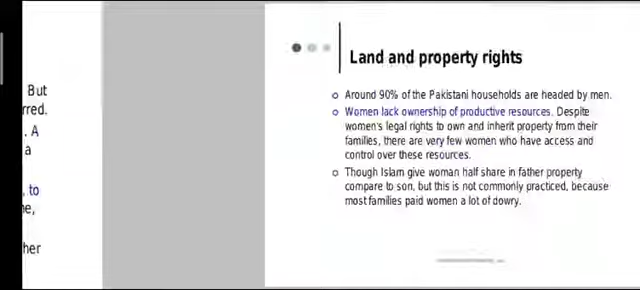 But
rred.
. A
a
, to
ne,
her
Land and property rights
Around 90% of the Pakistani households are headed by men.
Women lack ownership of productive resources. Despite
women's legal rights to own and inherit property from their
families, there are very few women who have access and
control over these resources.
Though Islam give woman half share in father property
compare to son, but this is not commonly practiced, because
most families paid women a lot of dowry.